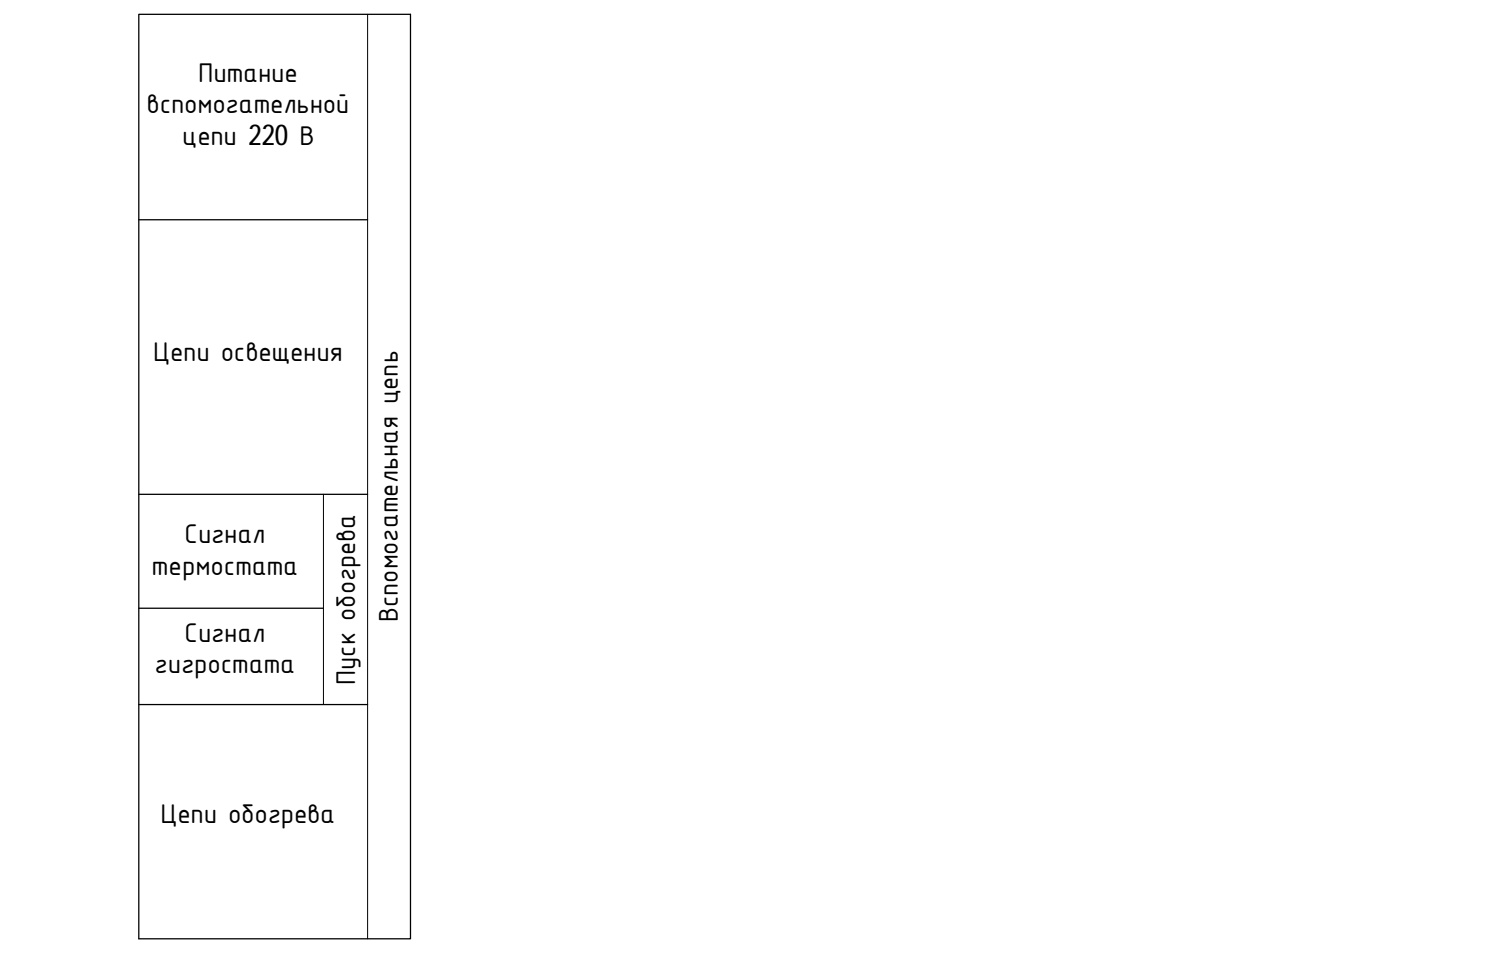 Питание
вспомогательной
цепи 220 В
Цепи освещения
Сигнал
термостата
Сигнал
гигростата
Пуск обогрева
Цепи обогрева
Вспомогательная цепь